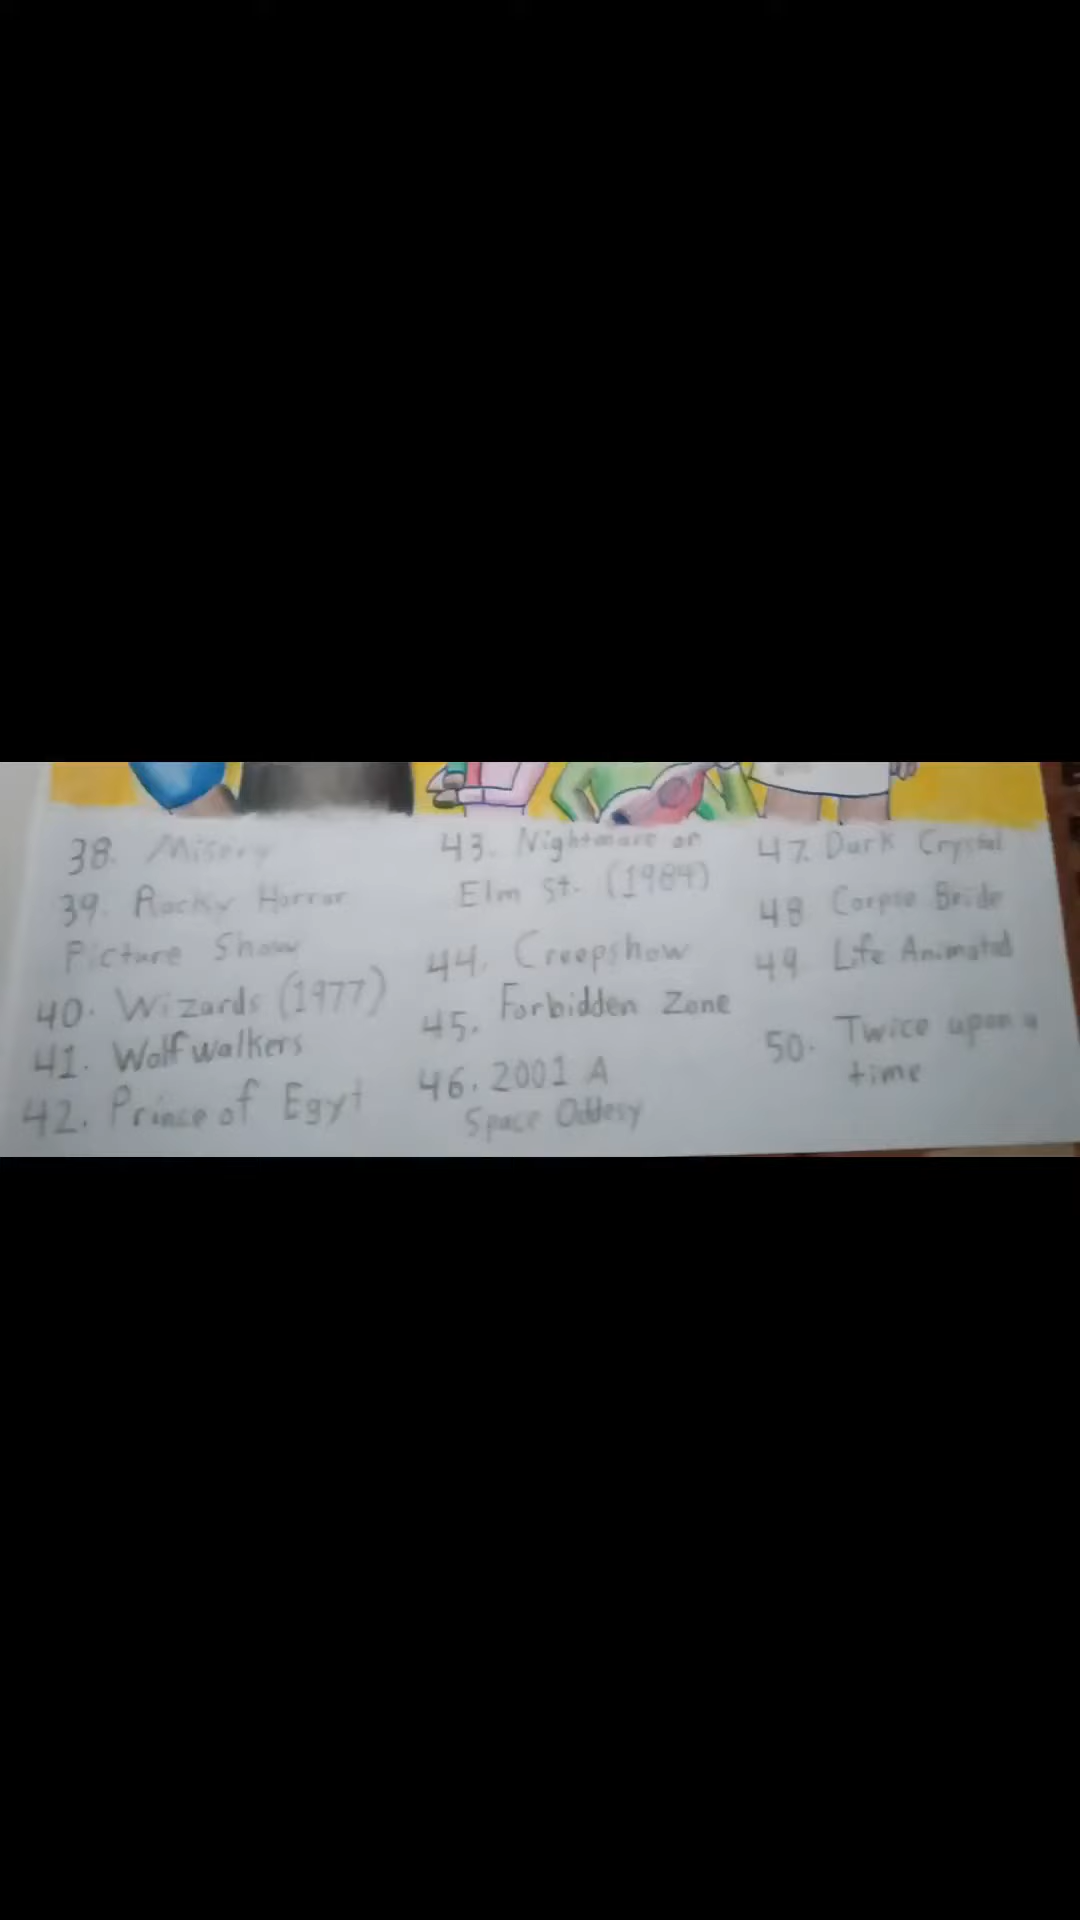 38. Misery
39. Rocky Horror
Picture Show
40. Wizards (1977)
41. Wolfwalkers
42. Prince of Egyt
43. Nightmare on
Elm St. (1984)
44. Creepshow
45. Forbidden Zone
46. 2001 A
Space Oddesy
47. Dark Crystal
48 Corpse Bride
49 Life Animated
50. Twice upon a
time